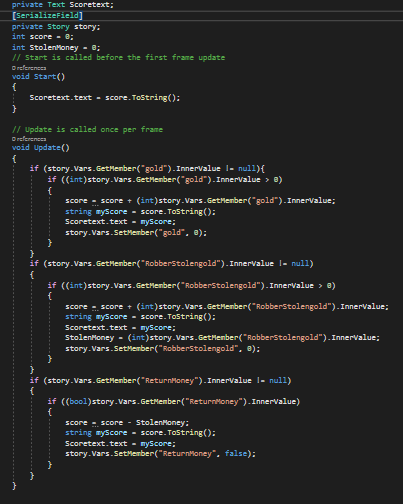 private Text Scoretext;
[SerializeField]
private Story story;
int score = 0;
int StolenMoney = 0;
// Start is called before the first frame update
0 references
void Start()
{
Scoretext.text = score.ToString();
}
// Update is called once per frame
0 references
void Update()
{
if (story.Vars.GetMember("gold").InnerValue != null){
if ((int)story.Vars.GetMember("gold").InnerValue > 0)
{
score = score + (int)story.Vars.GetMember("gold").InnerValue;
string myScore = score.ToString();
Scoretext.text = myScore;
story.Vars.SetMember("gold", 0);
}
}
if (story.Vars.GetMember("RobberStolengold").InnerValue != null)
{
if ((int)story.Vars.GetMember("RobberStolengold").InnerValue > 0)
{
score = score + (int)story.Vars.GetMember("RobberStolengold").InnerValue;
string myScore = score.ToString();
Scoretext.text = myScore;
StolenMoney = (int)story.Vars.GetMember("RobberStolengold").InnerValue;
story.Vars.SetMember("RobberStolengold", 0);
}
}
if (story.Vars.GetMember("ReturnMoney").InnerValue != null)
{
if ((bool)story.Vars.GetMember("ReturnMoney").InnerValue)
{
score = score - StolenMoney;
string myScore = score.ToString();
Scoretext.text = myScore;
story.Vars.SetMember("ReturnMoney", false);
}
}
}